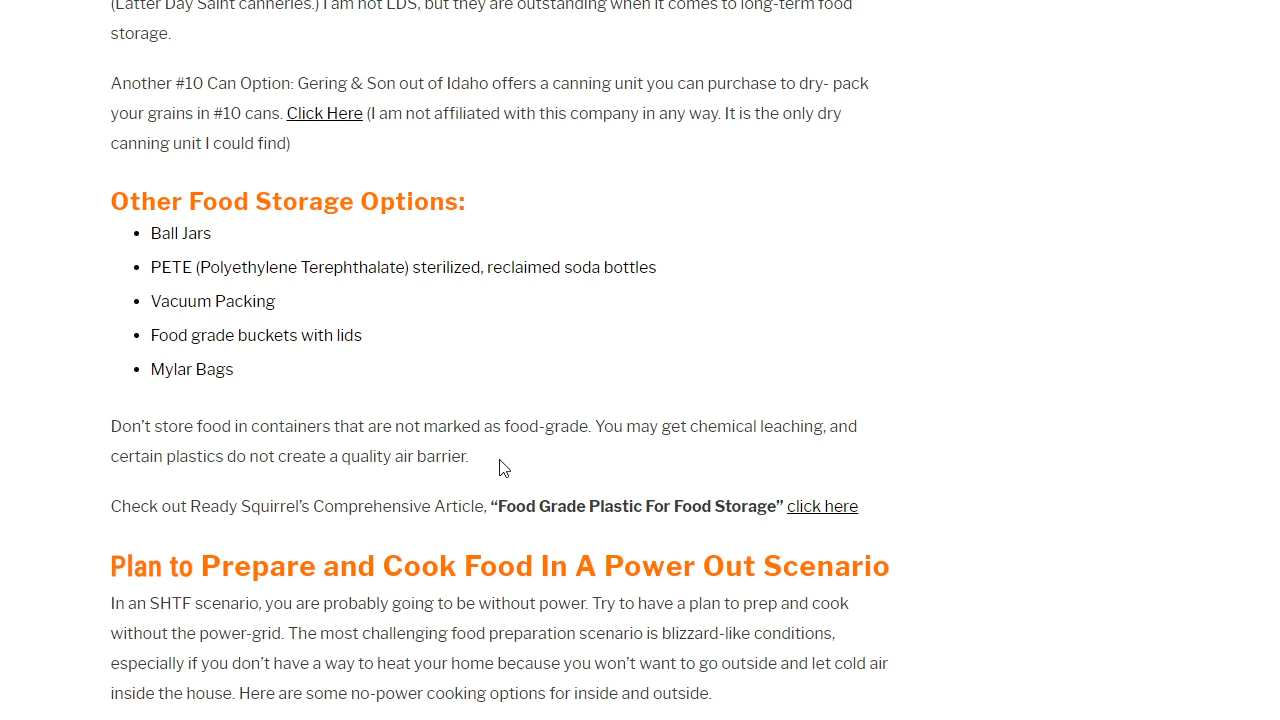 (Latter Day Saint canneries.) I am not LDS, but they are outstanding when it comes to long-term food
storage.
Another #10 Can Option: Gering & Son out of Idaho offers a canning unit you can purchase to dry- pack
your grains in #10 cans. Click Here (I am not affiliated with this company in any way. It is the only dry
canning unit I could find)
Other Food Storage Options:
• Ball Jars
• PETE (Polyethylene Terephthalate) sterilized, reclaimed soda bottles
• Vacuum Packing
• Food grade buckets with lids
• Mylar Bags
Don’t store food in containers that are not marked as food-grade. You may get chemical leaching, and
certain plastics do not create a quality air barrier.
Check out Ready Squirrel’s Comprehensive Article, “Food Grade Plastic For Food Storage” click here
Plan to Prepare and Cook Food In A Power Out Scenario
In an SHTF scenario, you are probably going to be without power. Try to have a plan to prep and cook
without the power-grid. The most challenging food preparation scenario is blizzard-like conditions,
especially if you don’t have a way to heat your home because you won’t want to go outside and let cold air
inside the house. Here are some no-power cooking options for inside and outside.